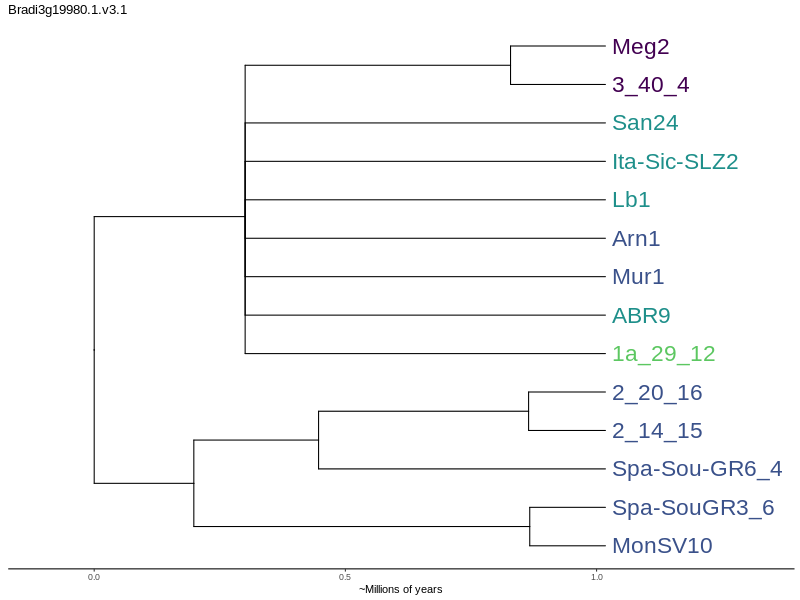 Bradi3g19980.1.v3.1
Meg2
3_40_4
San24
Ita-Sic-SLZ2
Lb1
Arn1
Mur1
ABR9
1a_29_12
2_20_16
2_14_15
Spa-Sou-GR6_4
Spa-SouGR3_6
MonSV10
0.0 0.5 1.0
~Millions of years